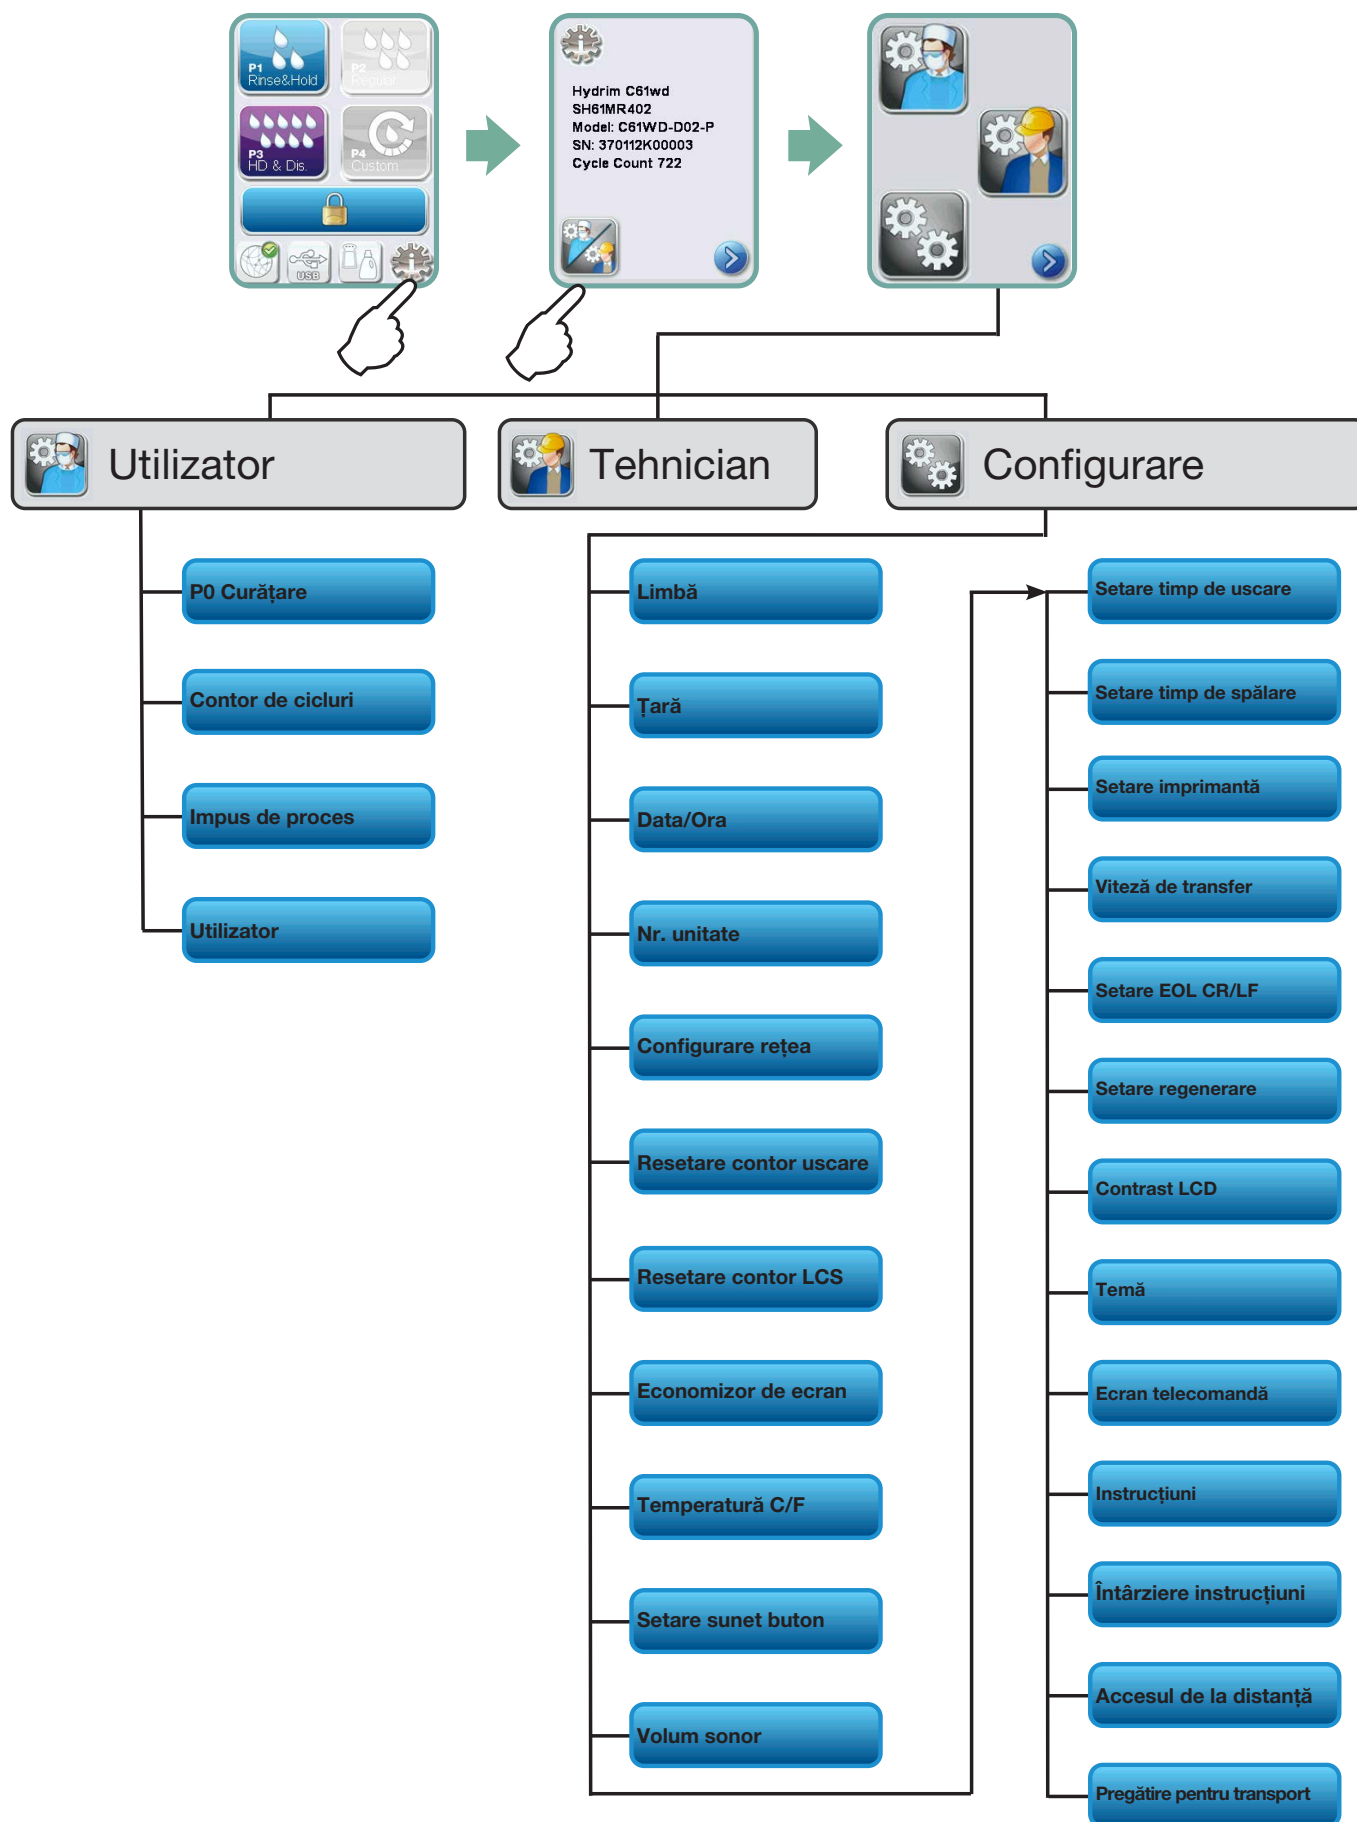 P1
Rinse&Hold
P2
Regular
P3
HD & Dis.
P4
Custom
USB
Hydrim C61wd
SH61MR402
Model: C61WD-D02-P
SN: 370112K00003
Cycle Count 722
Utilizator
Tehnician
Configurare
P0 Curățare
Contor de cicluri
Impus de proces
Utilizator
Limbă
Țară
Data/Ora
Nr. unitate
Configurare rețea
Resetare contor uscare
Resetare contor LCS
Economizor de ecran
Temperatură C/F
Setare sunet buton
Volum sonor
Setare timp de uscare
Setare timp de spălare
Setare imprimantă
Viteză de transfer
Setare EOL CR/LF
Setare regenerare
Contrast LCD
Temă
Ecran telecomandă
Instrucțiuni
Întârziere instrucțiuni
Accesul de la distanță
Pregătire pentru transport